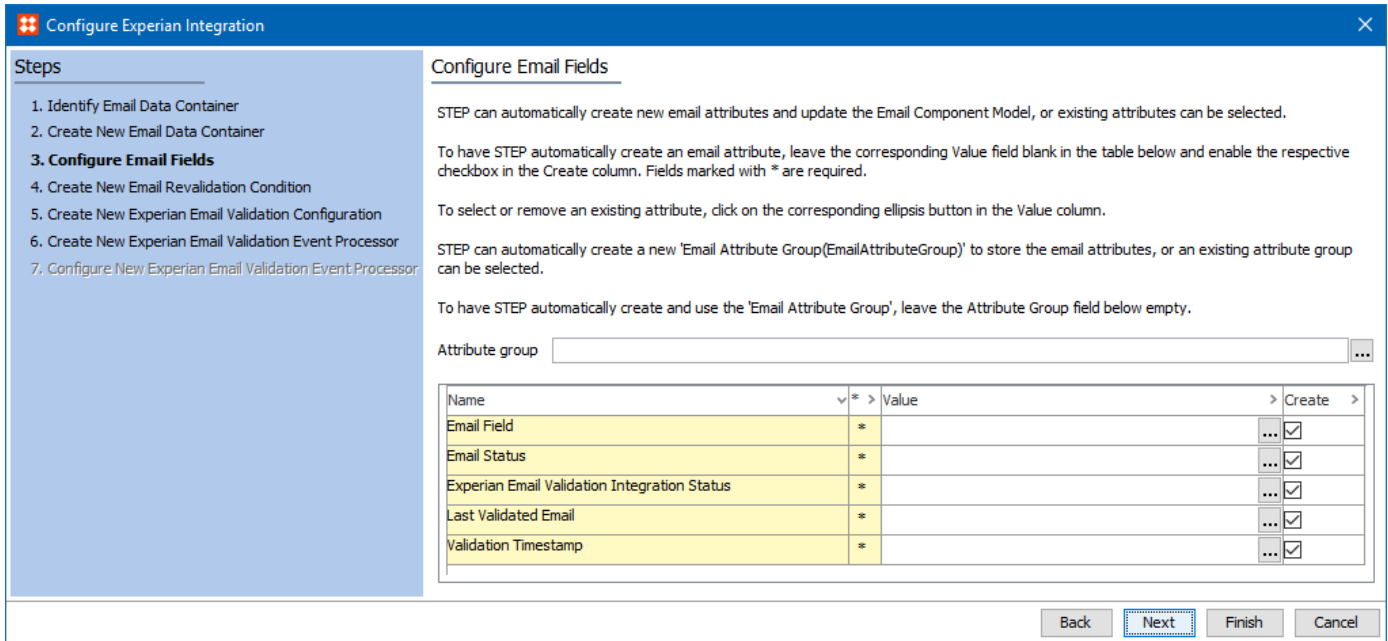 Configure Experian Integration
Steps
1. Identify Email Data Container
2. Create New Email Data Container
3. Configure Email Fields
4. Create New Email Revalidation Condition
5. Create New Experian Email Validation Configuration
6. Create New Experian Email Validation Event Processor
7. Configure New Experian Email Validation Event Processor
Configure Email Fields
STEP can automatically create new email attributes and update the Email Component Model, or existing attributes can be selected.
To have STEP automatically create an email attribute, leave the corresponding Value field blank in the table below and enable the respective
checkbox in the Create column. Fields marked with * are required.
To select or remove an existing attribute, click on the corresponding ellipsis button in the Value column.
STEP can automatically create a new 'Email Attribute Group(EmailAttributeGroup)' to store the email attributes, or an existing attribute group
can be selected.
To have STEP automatically create and use the 'Email Attribute Group', leave the Attribute Group field below empty.
Attribute group ...
Name * > Value > Create >
Email Field * ...
Email Status * ...
Experian Email Validation Integration Status * ...
Last Validated Email * ...
Validation Timestamp * ...
Back Next Finish Cancel